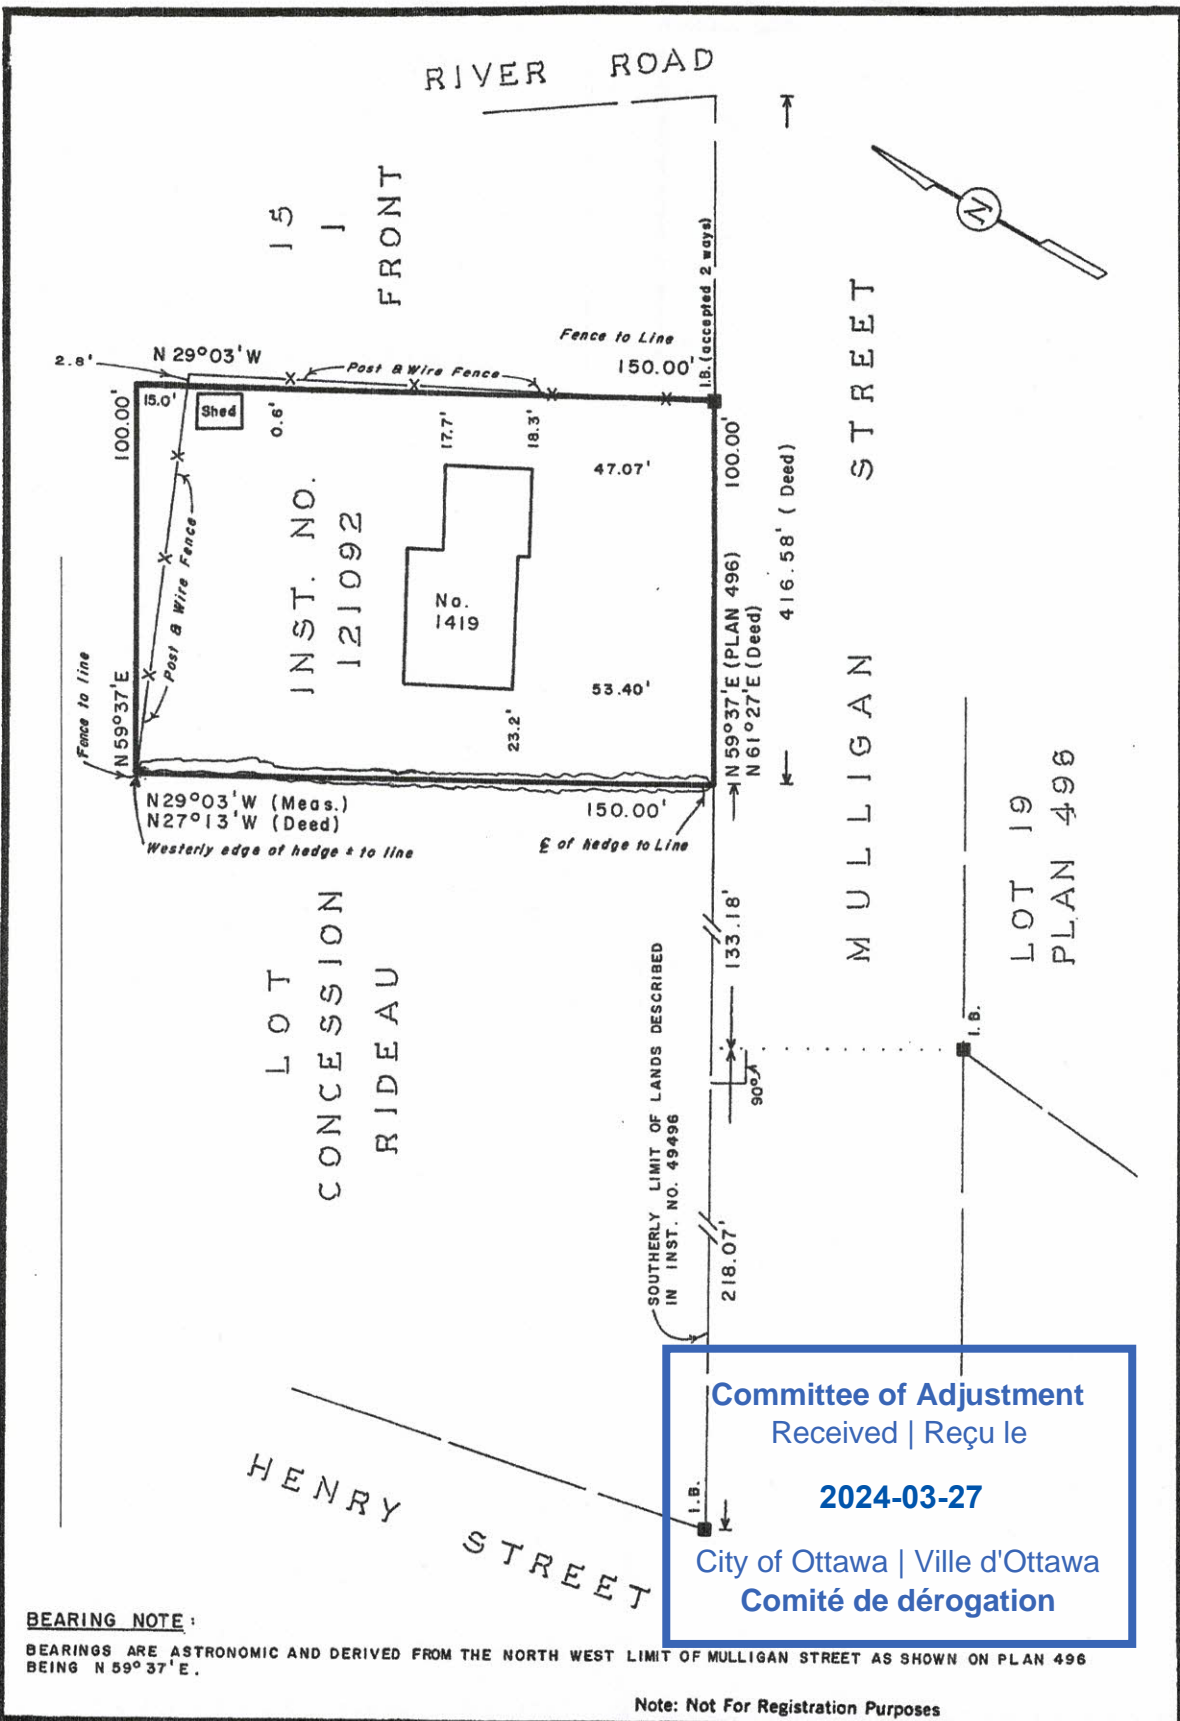 RIVER ROAD
15
1
FRONT
N
I.B. (accepted 2 ways)
Fence to Line
150.00'
N 29°03'W
2.8'
Post & Wire Fence
15.0'
Shed
0.6'
17.7'
18.3'
47.07'
100.00'
100.00'
416.58' ( Deed)
MULLIGAN STREET
INST. NO.
121092
No.
1419
53.40'
23.2'
Post & Wire Fence
Fence to line
N 59°37'E
N 59°37'E (PLAN 496)
N 61°27'E (Deed)
N29°03'W (Meas.)
N27°13'W (Deed)
150.00'
Westerly edge of hedge & to line
℄ of hedge to Line
LOT
CONCESSION
RIDEAU
133.18'
LOT 19
PLAN 496
I.B.
90°
SOUTHERLY LIMIT OF LANDS DESCRIBED
IN INST. NO. 49496
218.07'
I.B.
HENRY STREET
Committee of Adjustment
Received | Reçu le
2024-03-27
City of Ottawa | Ville d'Ottawa
Comité de dérogation
BEARING NOTE :
BEARINGS ARE ASTRONOMIC AND DERIVED FROM THE NORTH WEST LIMIT OF MULLIGAN STREET AS SHOWN ON PLAN 496
BEING N 59° 37' E.
Note: Not For Registration Purposes